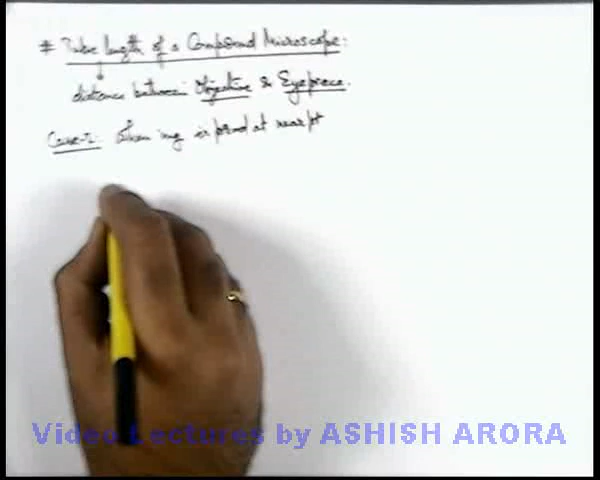 # Tube length of a Compound Microscope:
distance between Objective & Eyepiece.
Case-I: When img is formed at near pt
Video Lectures by ASHISH ARORA